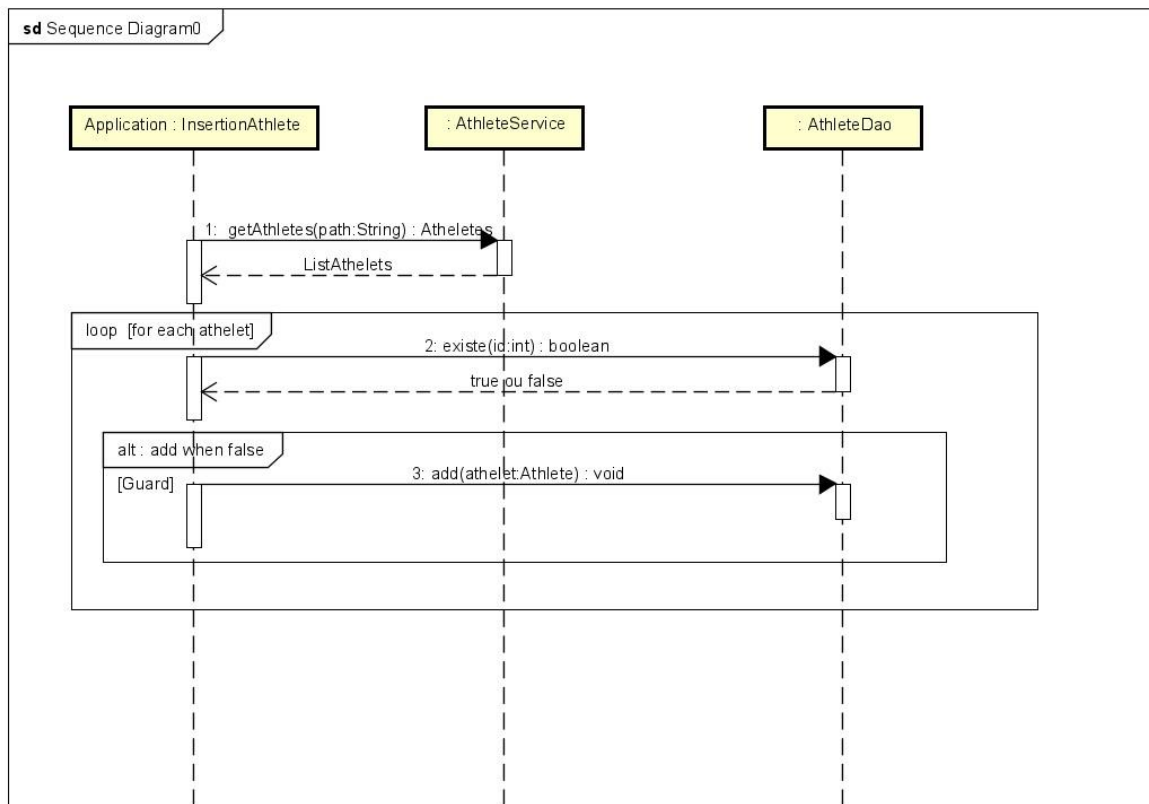 sd Sequence Diagram0
Application : InsertionAthlete
: AthleteService
: AthleteDao
1: getAthletes(path:String) : Atheletes
ListAthelets
loop [for each athelet]
2: existe(id:int) : boolean
true ou false
alt : add when false
3: add(athelet:Athlete) : void
[Guard]